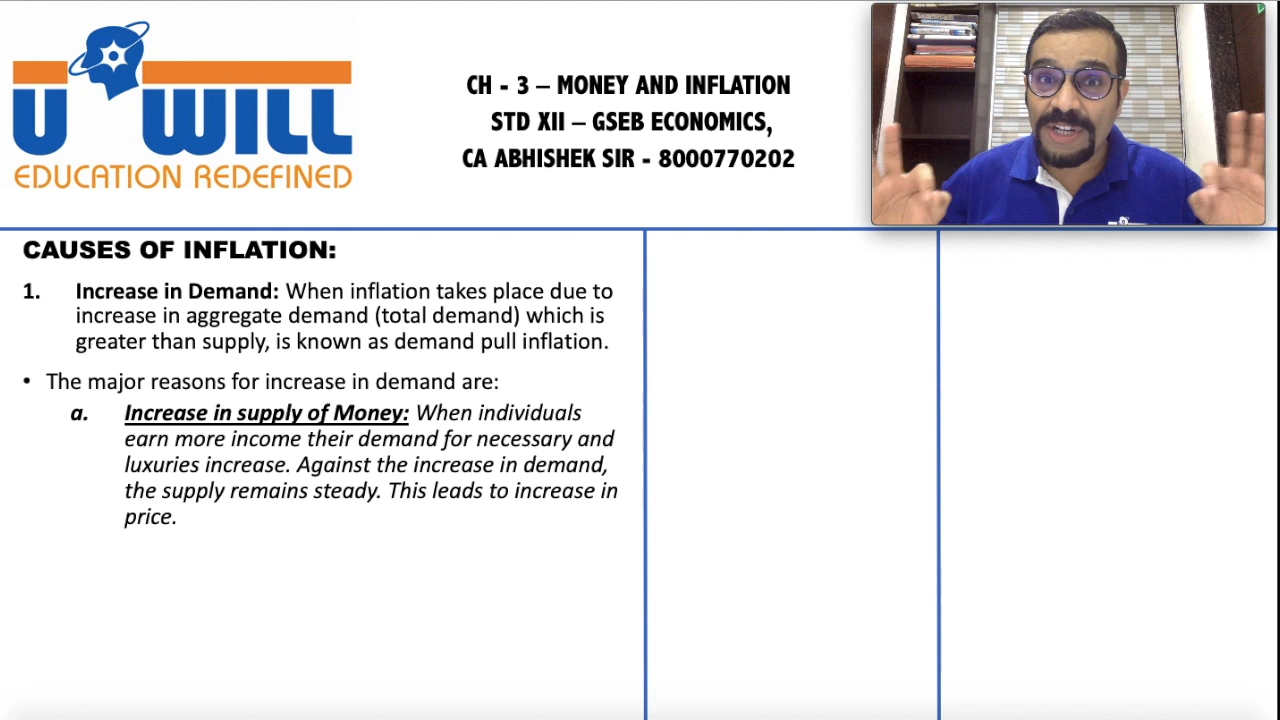 U WILL
EDUCATION REDEFINED
CH - 3 – MONEY AND INFLATION
STD XII – GSEB ECONOMICS,
CA ABHISHEK SIR - 8000770202
CAUSES OF INFLATION:
1. Increase in Demand: When inflation takes place due to
increase in aggregate demand (total demand) which is
greater than supply, is known as demand pull inflation.
• The major reasons for increase in demand are:
a. Increase in supply of Money: When individuals
earn more income their demand for necessary and
luxuries increase. Against the increase in demand,
the supply remains steady. This leads to increase in
price.